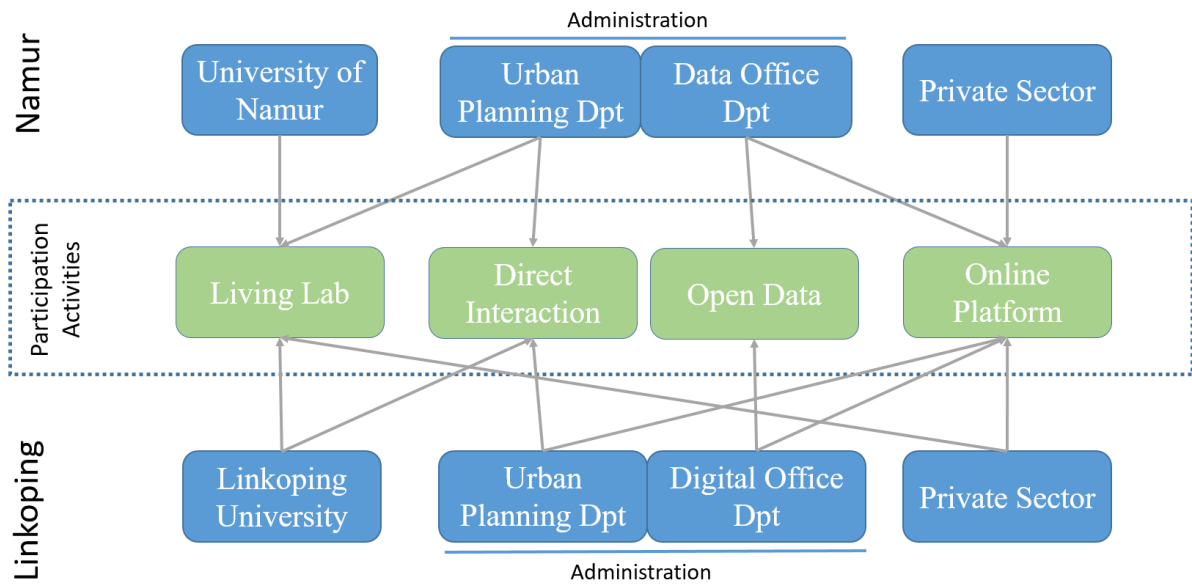 Administration
Namur
University of
Namur
Urban
Planning Dpt
Data Office
Dpt
Private Sector
Participation
Activities
Living Lab
Direct
Interaction
Open Data
Online
Platform
Linkoping
Linkoping
University
Urban
Planning Dpt
Digital Office
Dpt
Private Sector
Administration